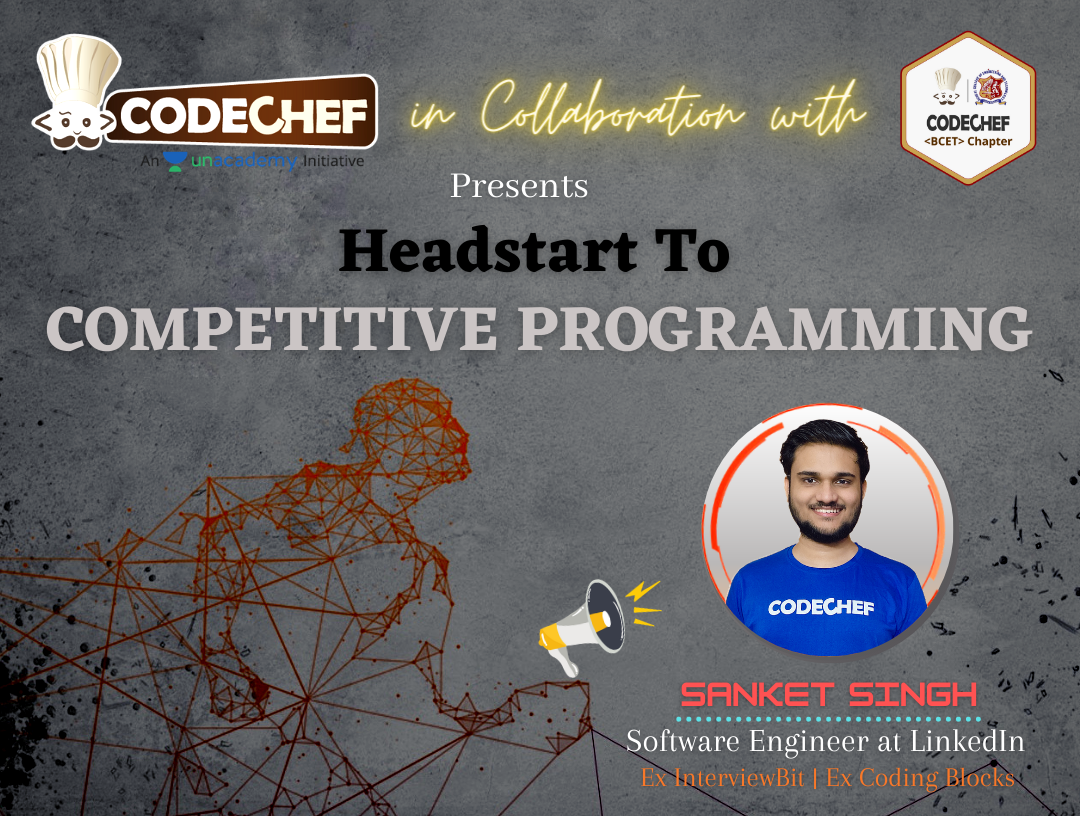 CODECHEF
An unacademy Initiative
in Collaboration with
CODECHEF
<BCET> Chapter
Presents
Headstart To
COMPETITIVE PROGRAMMING
CODECHEF
SANKET SINGH
Software Engineer at LinkedIn
Ex InterviewBit | Ex Coding Blocks